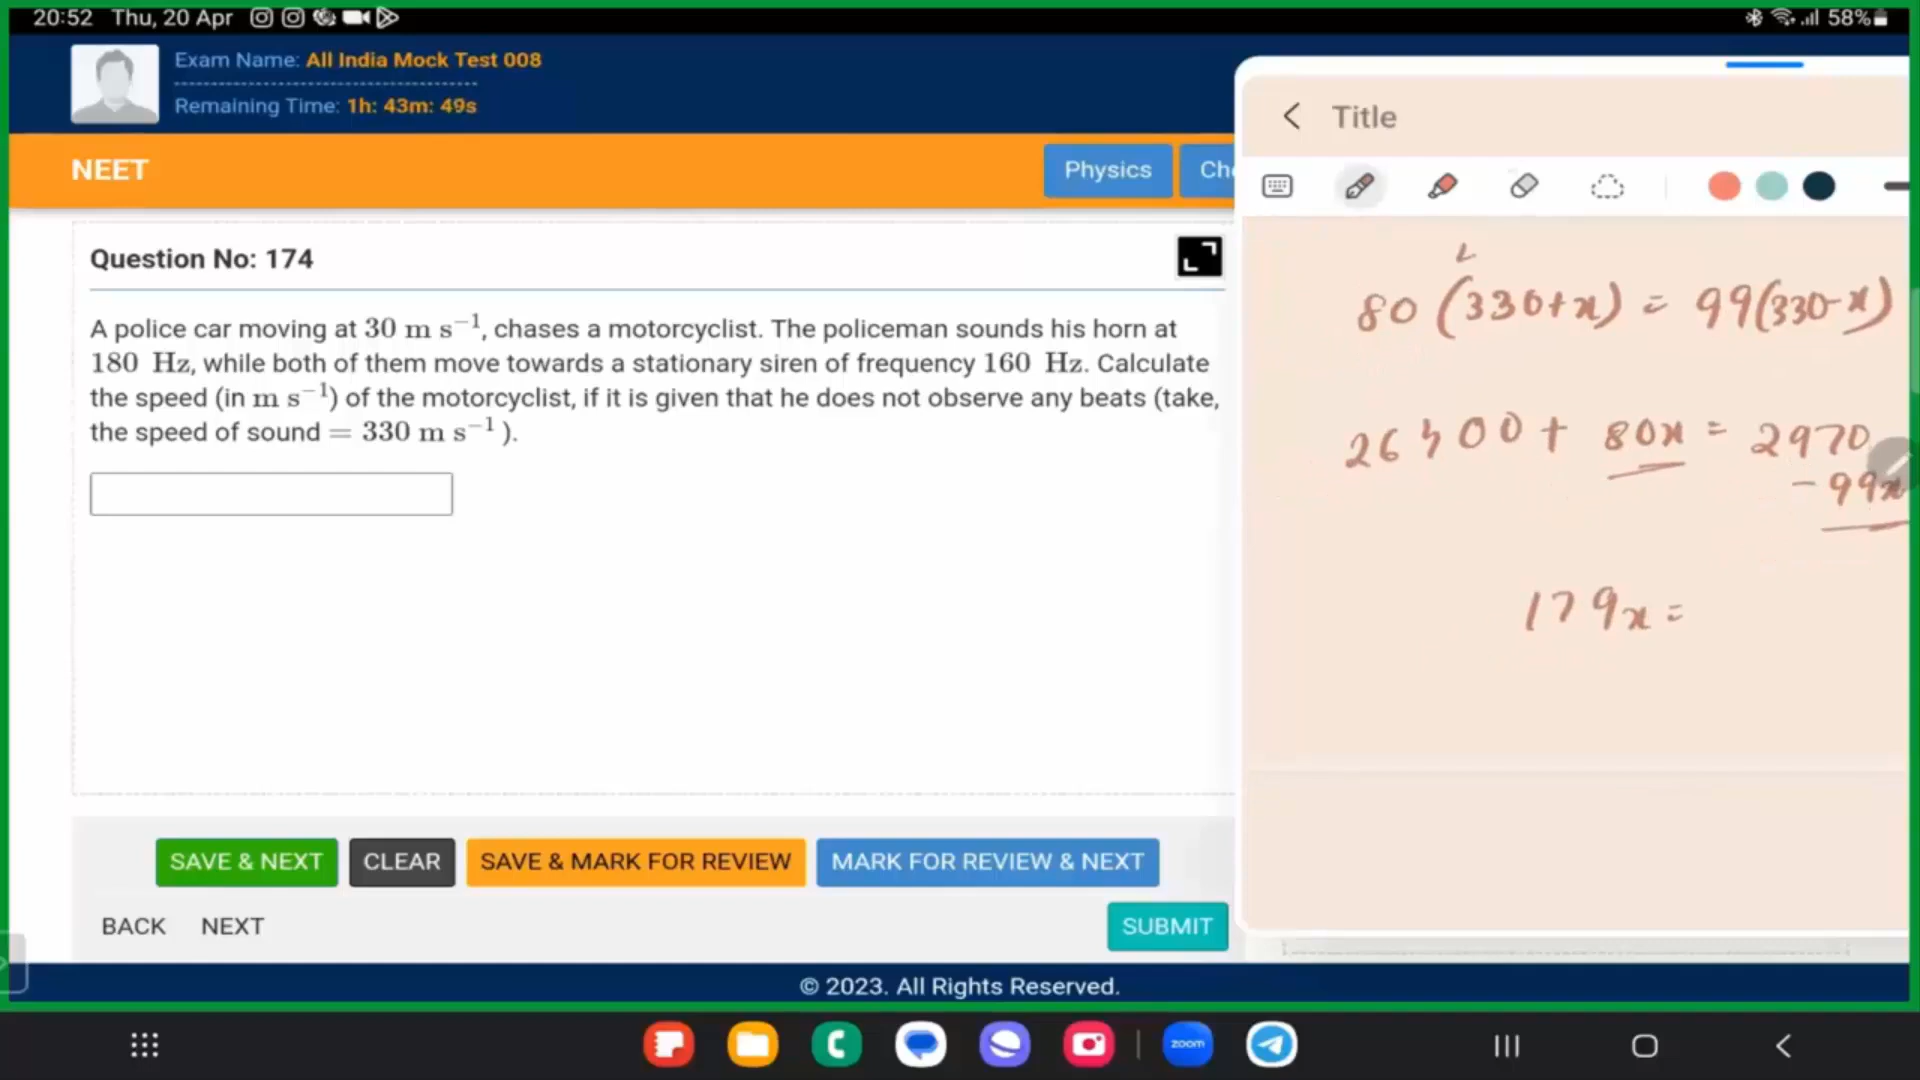 20:52 Thu, 20 Apr 58%
Exam Name: All India Mock Test 008
Remaining Time: 1h: 43m: 49s
Title
NEET
Physics
Question No: 174
A police car moving at 30 m s⁻¹, chases a motorcyclist. The policeman sounds his horn at
180 Hz, while both of them move towards a stationary siren of frequency 160 Hz. Calculate
the speed (in m s⁻¹) of the motorcyclist, if it is given that he does not observe any beats (take,
the speed of sound = 330 m s⁻¹ ).
80 (330+x) = 99(330-x)
26400 + 80x = 2970
- 99x
179x =
SAVE & NEXT CLEAR SAVE & MARK FOR REVIEW MARK FOR REVIEW & NEXT
BACK NEXT SUBMIT
© 2023. All Rights Reserved.
zoom